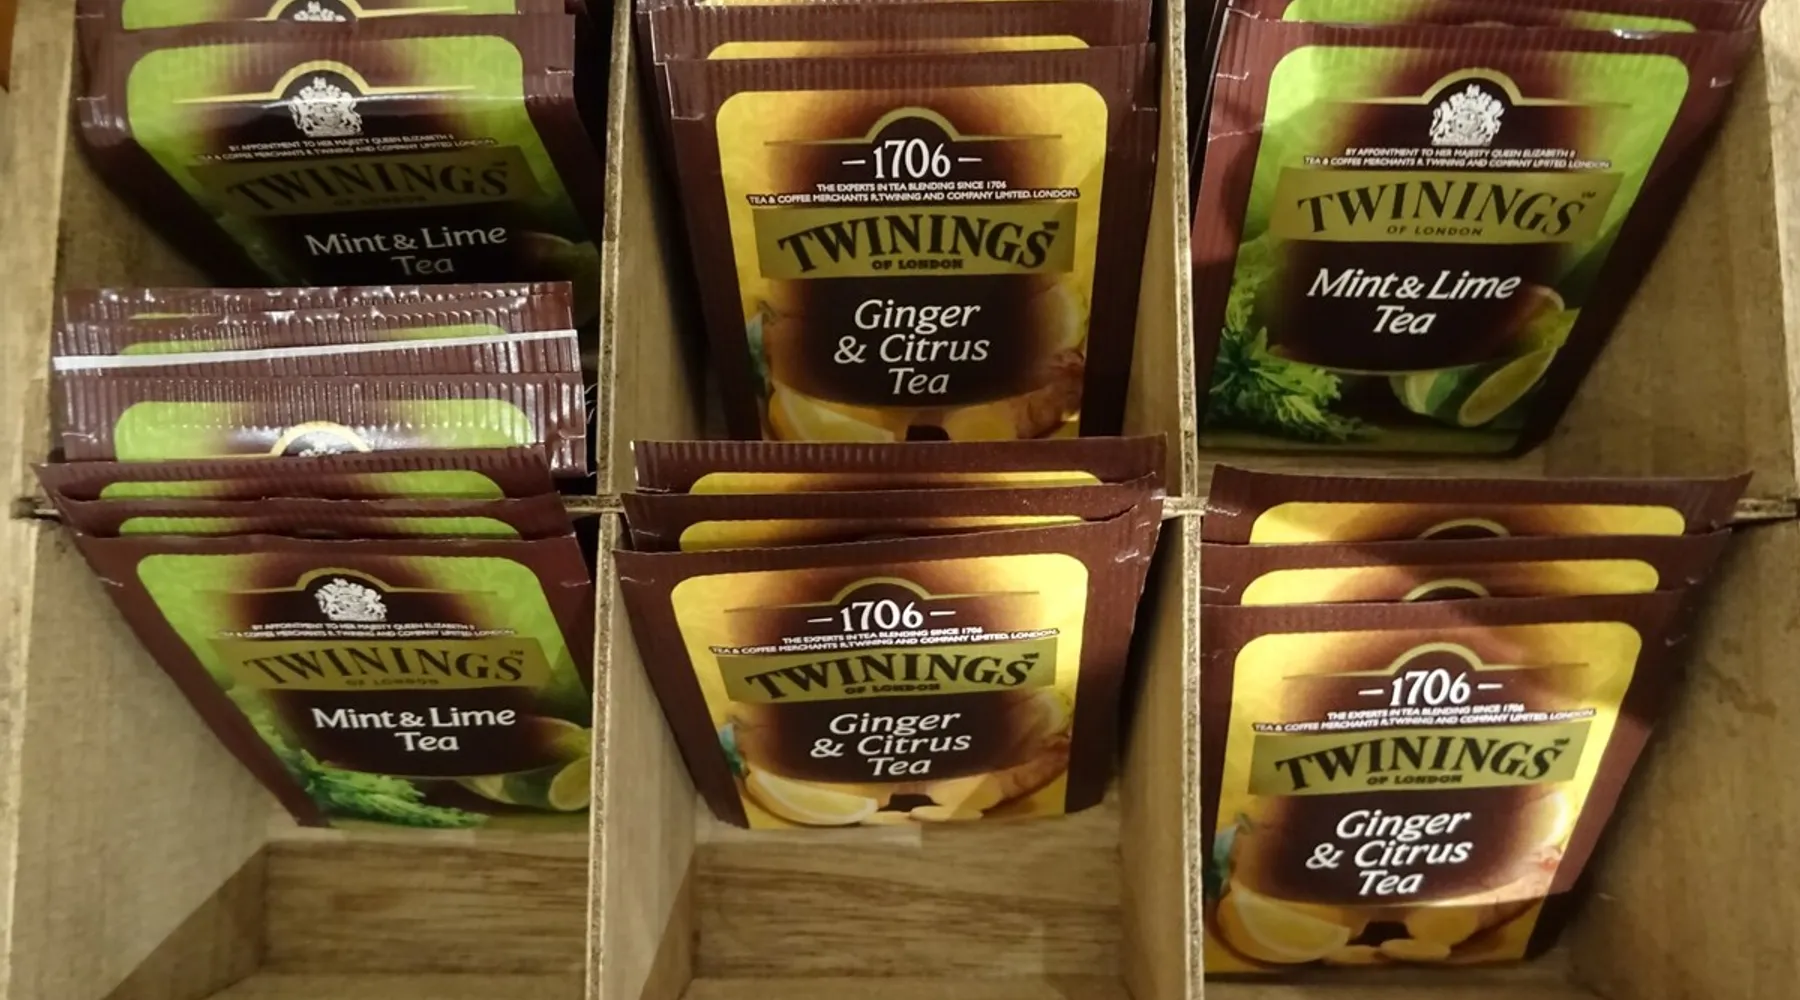 BY APPOINTMENT TO HER MAJESTY QUEEN ELIZABETH II
TEA & COFFEE MERCHANTS R. TWINING AND COMPANY LIMITED LONDON
TWININGS™
OF LONDON
Mint & Lime
Tea
-1706-
THE EXPERTS IN TEA BLENDING SINCE 1706
TEA & COFFEE MERCHANTS R.TWINING AND COMPANY LIMITED. LONDON.
TWININGS™
OF LONDON
Ginger
& Citrus
Tea
BY APPOINTMENT TO HER MAJESTY QUEEN ELIZABETH II
TEA & COFFEE MERCHANTS R. TWINING AND COMPANY LIMITED LONDON
TWININGS™
OF LONDON
Mint & Lime
Tea
BY APPOINTMENT TO HER MAJESTY QUEEN ELIZABETH II
TEA & COFFEE MERCHANTS R. TWINING AND COMPANY LIMITED LONDON
TWININGS™
OF LONDON
Mint & Lime
Tea
-1706-
THE EXPERTS IN TEA BLENDING SINCE 1706
TEA & COFFEE MERCHANTS R.TWINING AND COMPANY LIMITED. LONDON.
TWININGS™
OF LONDON
Ginger
& Citrus
Tea
-1706-
THE EXPERTS IN TEA BLENDING SINCE 1706
TEA & COFFEE MERCHANTS R.TWINING AND COMPANY LIMITED. LONDON.
TWININGS™
OF LONDON
Ginger
& Citrus
Tea